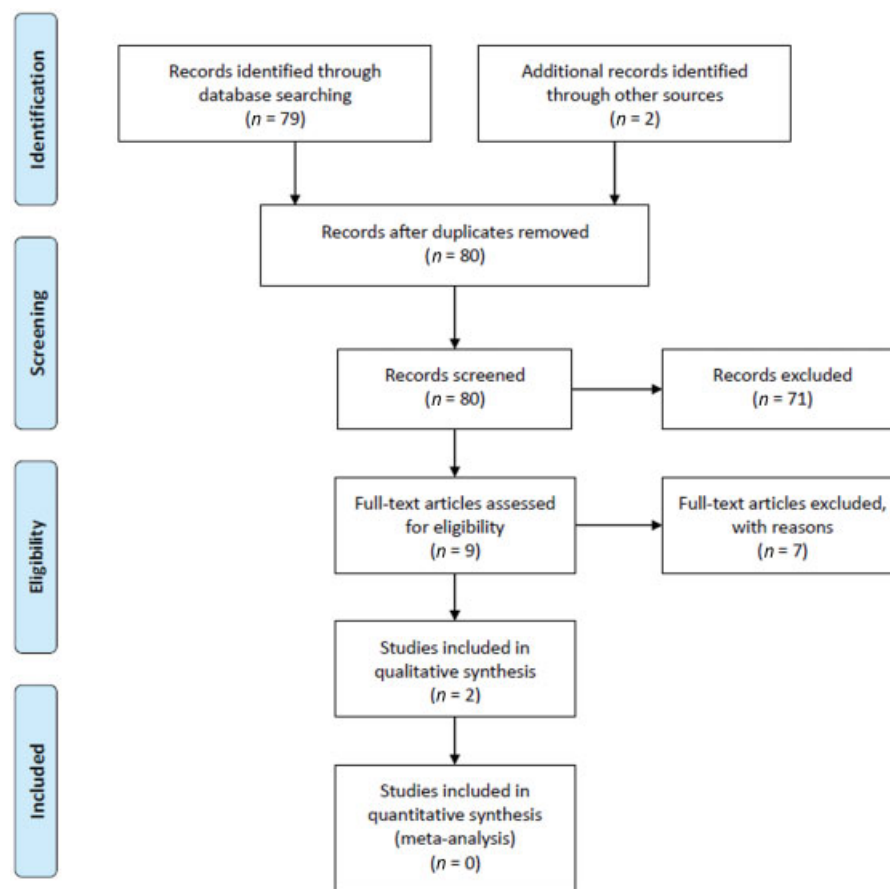 Identification
Records identified through
database searching
(n = 79)
Additional records identified
through other sources
(n = 2)
Records after duplicates removed
(n = 80)
Screening
Records screened
(n = 80)
Records excluded
(n = 71)
Eligibility
Full-text articles assessed
for eligibility
(n = 9)
Full-text articles excluded,
with reasons
(n = 7)
Studies included in
qualitative synthesis
(n = 2)
Included
Studies included in
quantitative synthesis
(meta-analysis)
(n = 0)